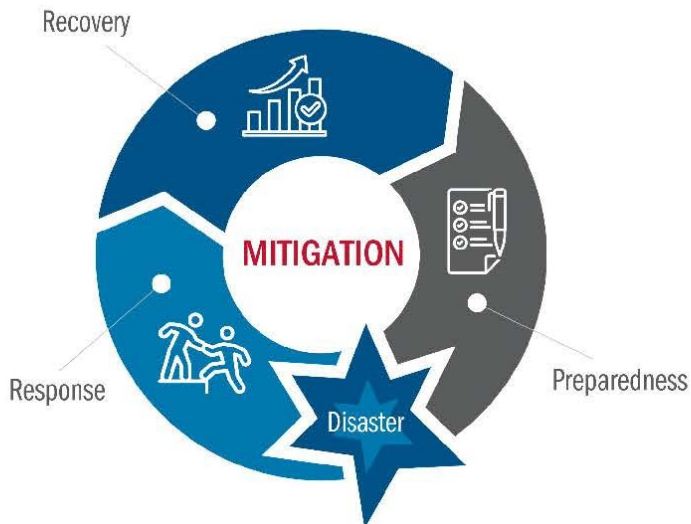 Recovery
MITIGATION
Response
Disaster
Preparedness